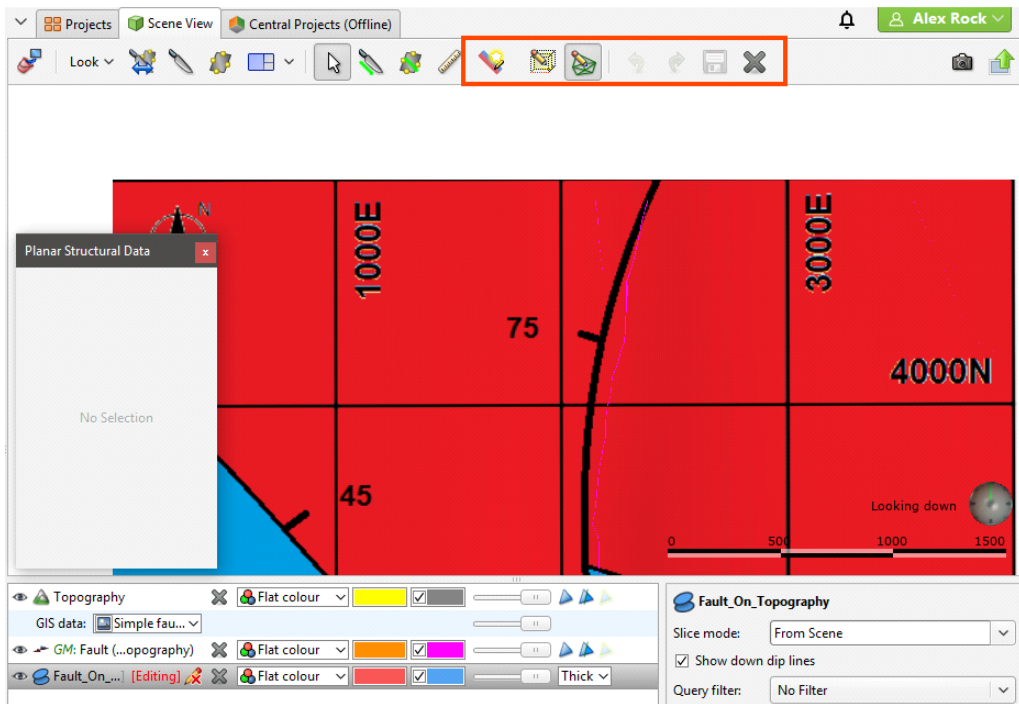 Projects
Scene View
Central Projects (Offline)
Alex Rock
Look
N
1000E
3000E
Planar Structural Data
x
75
4000N
No Selection
45
Looking down
0 500 1000 1500
Topography
Flat colour
Fault_On_Topography
GIS data:
Simple fau...
Slice mode:
From Scene
GM: Fault (...opography)
Flat colour
Show down dip lines
Fault_On_...]
[Editing]
Flat colour
Thick
Query filter:
No Filter